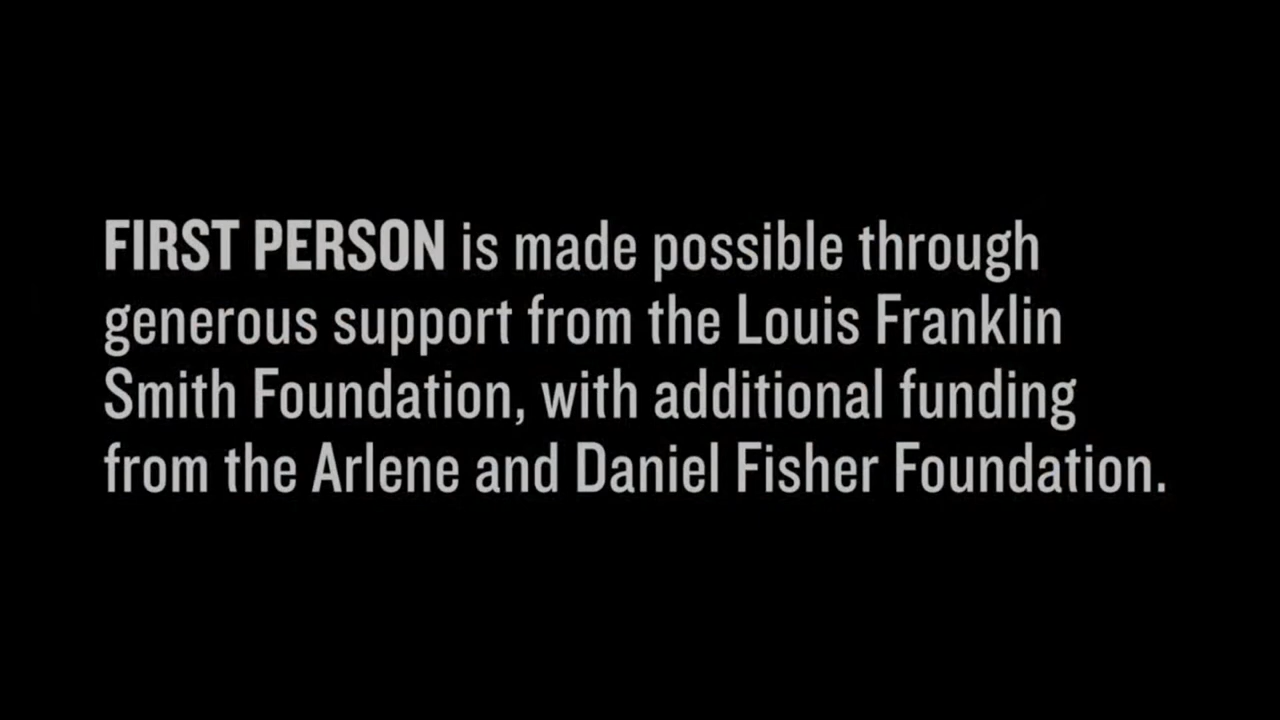 FIRST PERSON is made possible through
generous support from the Louis Franklin
Smith Foundation, with additional funding
from the Arlene and Daniel Fisher Foundation.